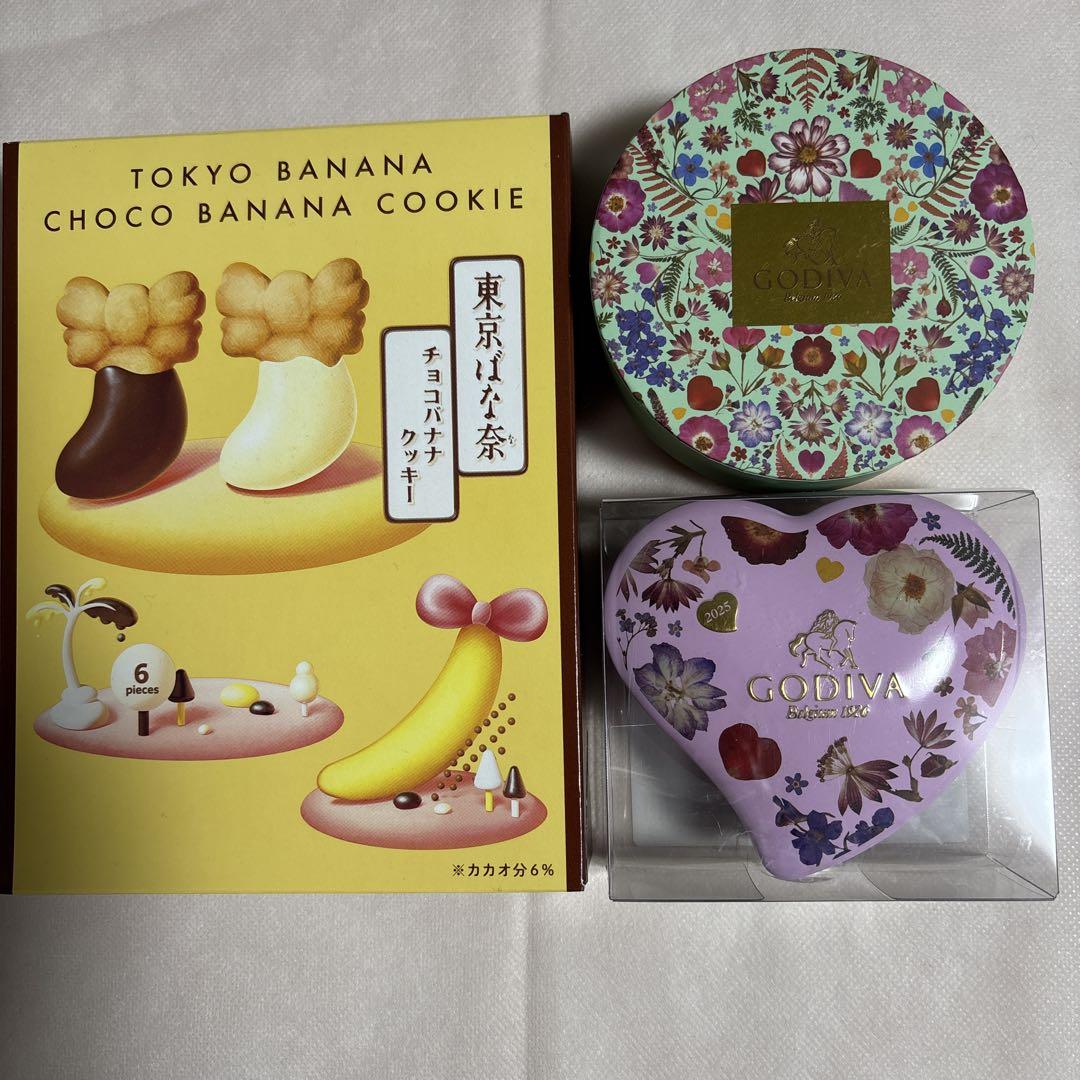 TOKYO BANANA
CHOCO BANANA COOKIE
東京ばな奈
な
チョコバナナ
クッキー
6
pieces
※カカオ分6%
GODIVA
Belgium 1926
2025
GODIVA
Belgium 1926